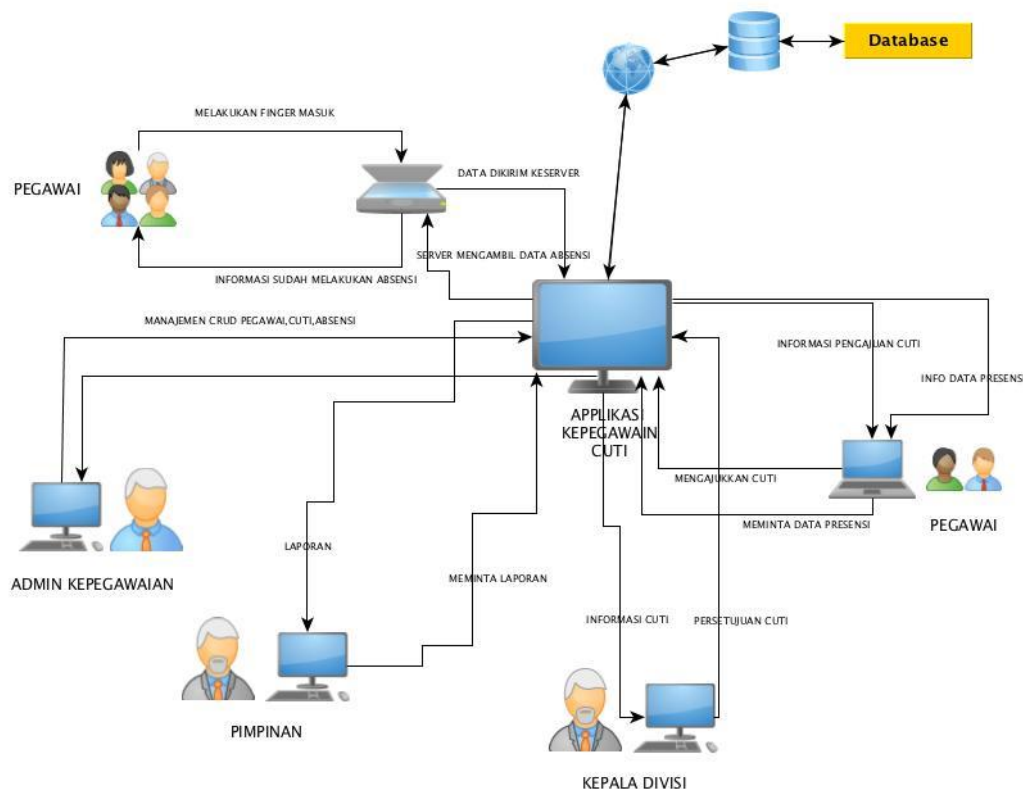 Database
MELAKUKAN FINGER MASUK
PEGAWAI
DATA DIKIRIM KESERVER
SERVER MENGAMBIL DATA ABSENSI
INFORMASI SUDAH MELAKUKAN ABSENSI
MANAJEMEN CRUD PEGAWAI,CUTI,ABSENSI
INFORMASI PENGAJUAN CUTI
INFO DATA PRESENSI
APPLIKASI
KEPEGAWAIN
CUTI
MENGAJUKKAN CUTI
MEMINTA DATA PRESENSI
PEGAWAI
ADMIN KEPEGAWAIAN
LAPORAN
MEMINTA LAPORAN
INFORMASI CUTI
PERSETUJUAN CUTI
PIMPINAN
KEPALA DIVISI